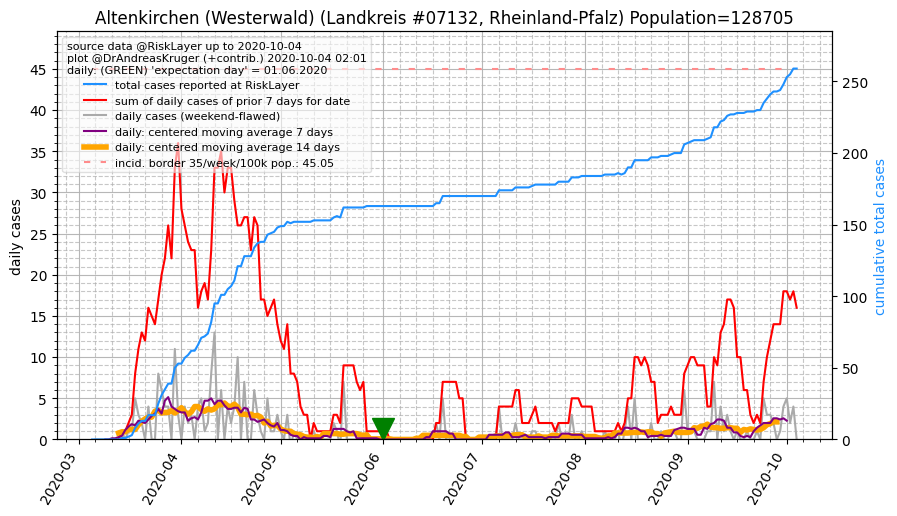 Altenkirchen (Westerwald) (Landkreis #07132, Rheinland-Pfalz) Population=128705
source data @RiskLayer up to 2020-10-04
plot @DrAndreasKruger (+contrib.) 2020-10-04 02:01
daily: (GREEN) 'expectation day' = 01.06.2020
total cases reported at RiskLayer
sum of daily cases of prior 7 days for date
daily cases (weekend-flawed)
daily: centered moving average 7 days
daily: centered moving average 14 days
incid. border 35/week/100k pop.: 45.05
daily cases
45
40
35
30
25
20
15
10
5
0
cumulative total cases
250
200
150
100
50
0
2020-03
2020-04
2020-05
2020-06
2020-07
2020-08
2020-09
2020-10